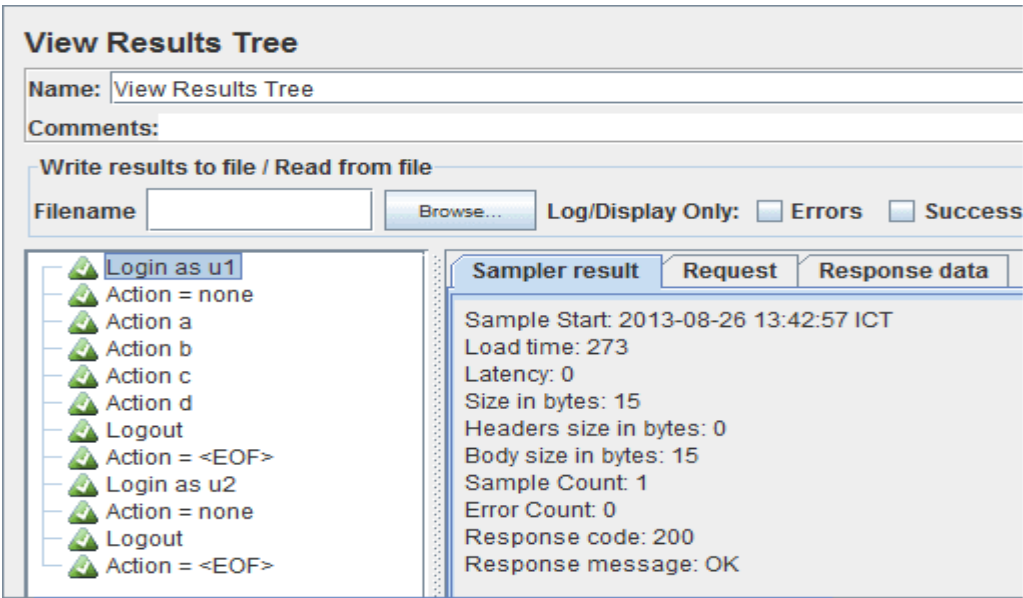 View Results Tree
Name: View Results Tree
Comments:
Write results to file / Read from file
Filename Browse... Log/Display Only: Errors Success
Login as u1
Action = none
Action a
Action b
Action c
Action d
Logout
Action = <EOF>
Login as u2
Action = none
Logout
Action = <EOF>
Sampler result Request Response data
Sample Start: 2013-08-26 13:42:57 ICT
Load time: 273
Latency: 0
Size in bytes: 15
Headers size in bytes: 0
Body size in bytes: 15
Sample Count: 1
Error Count: 0
Response code: 200
Response message: OK